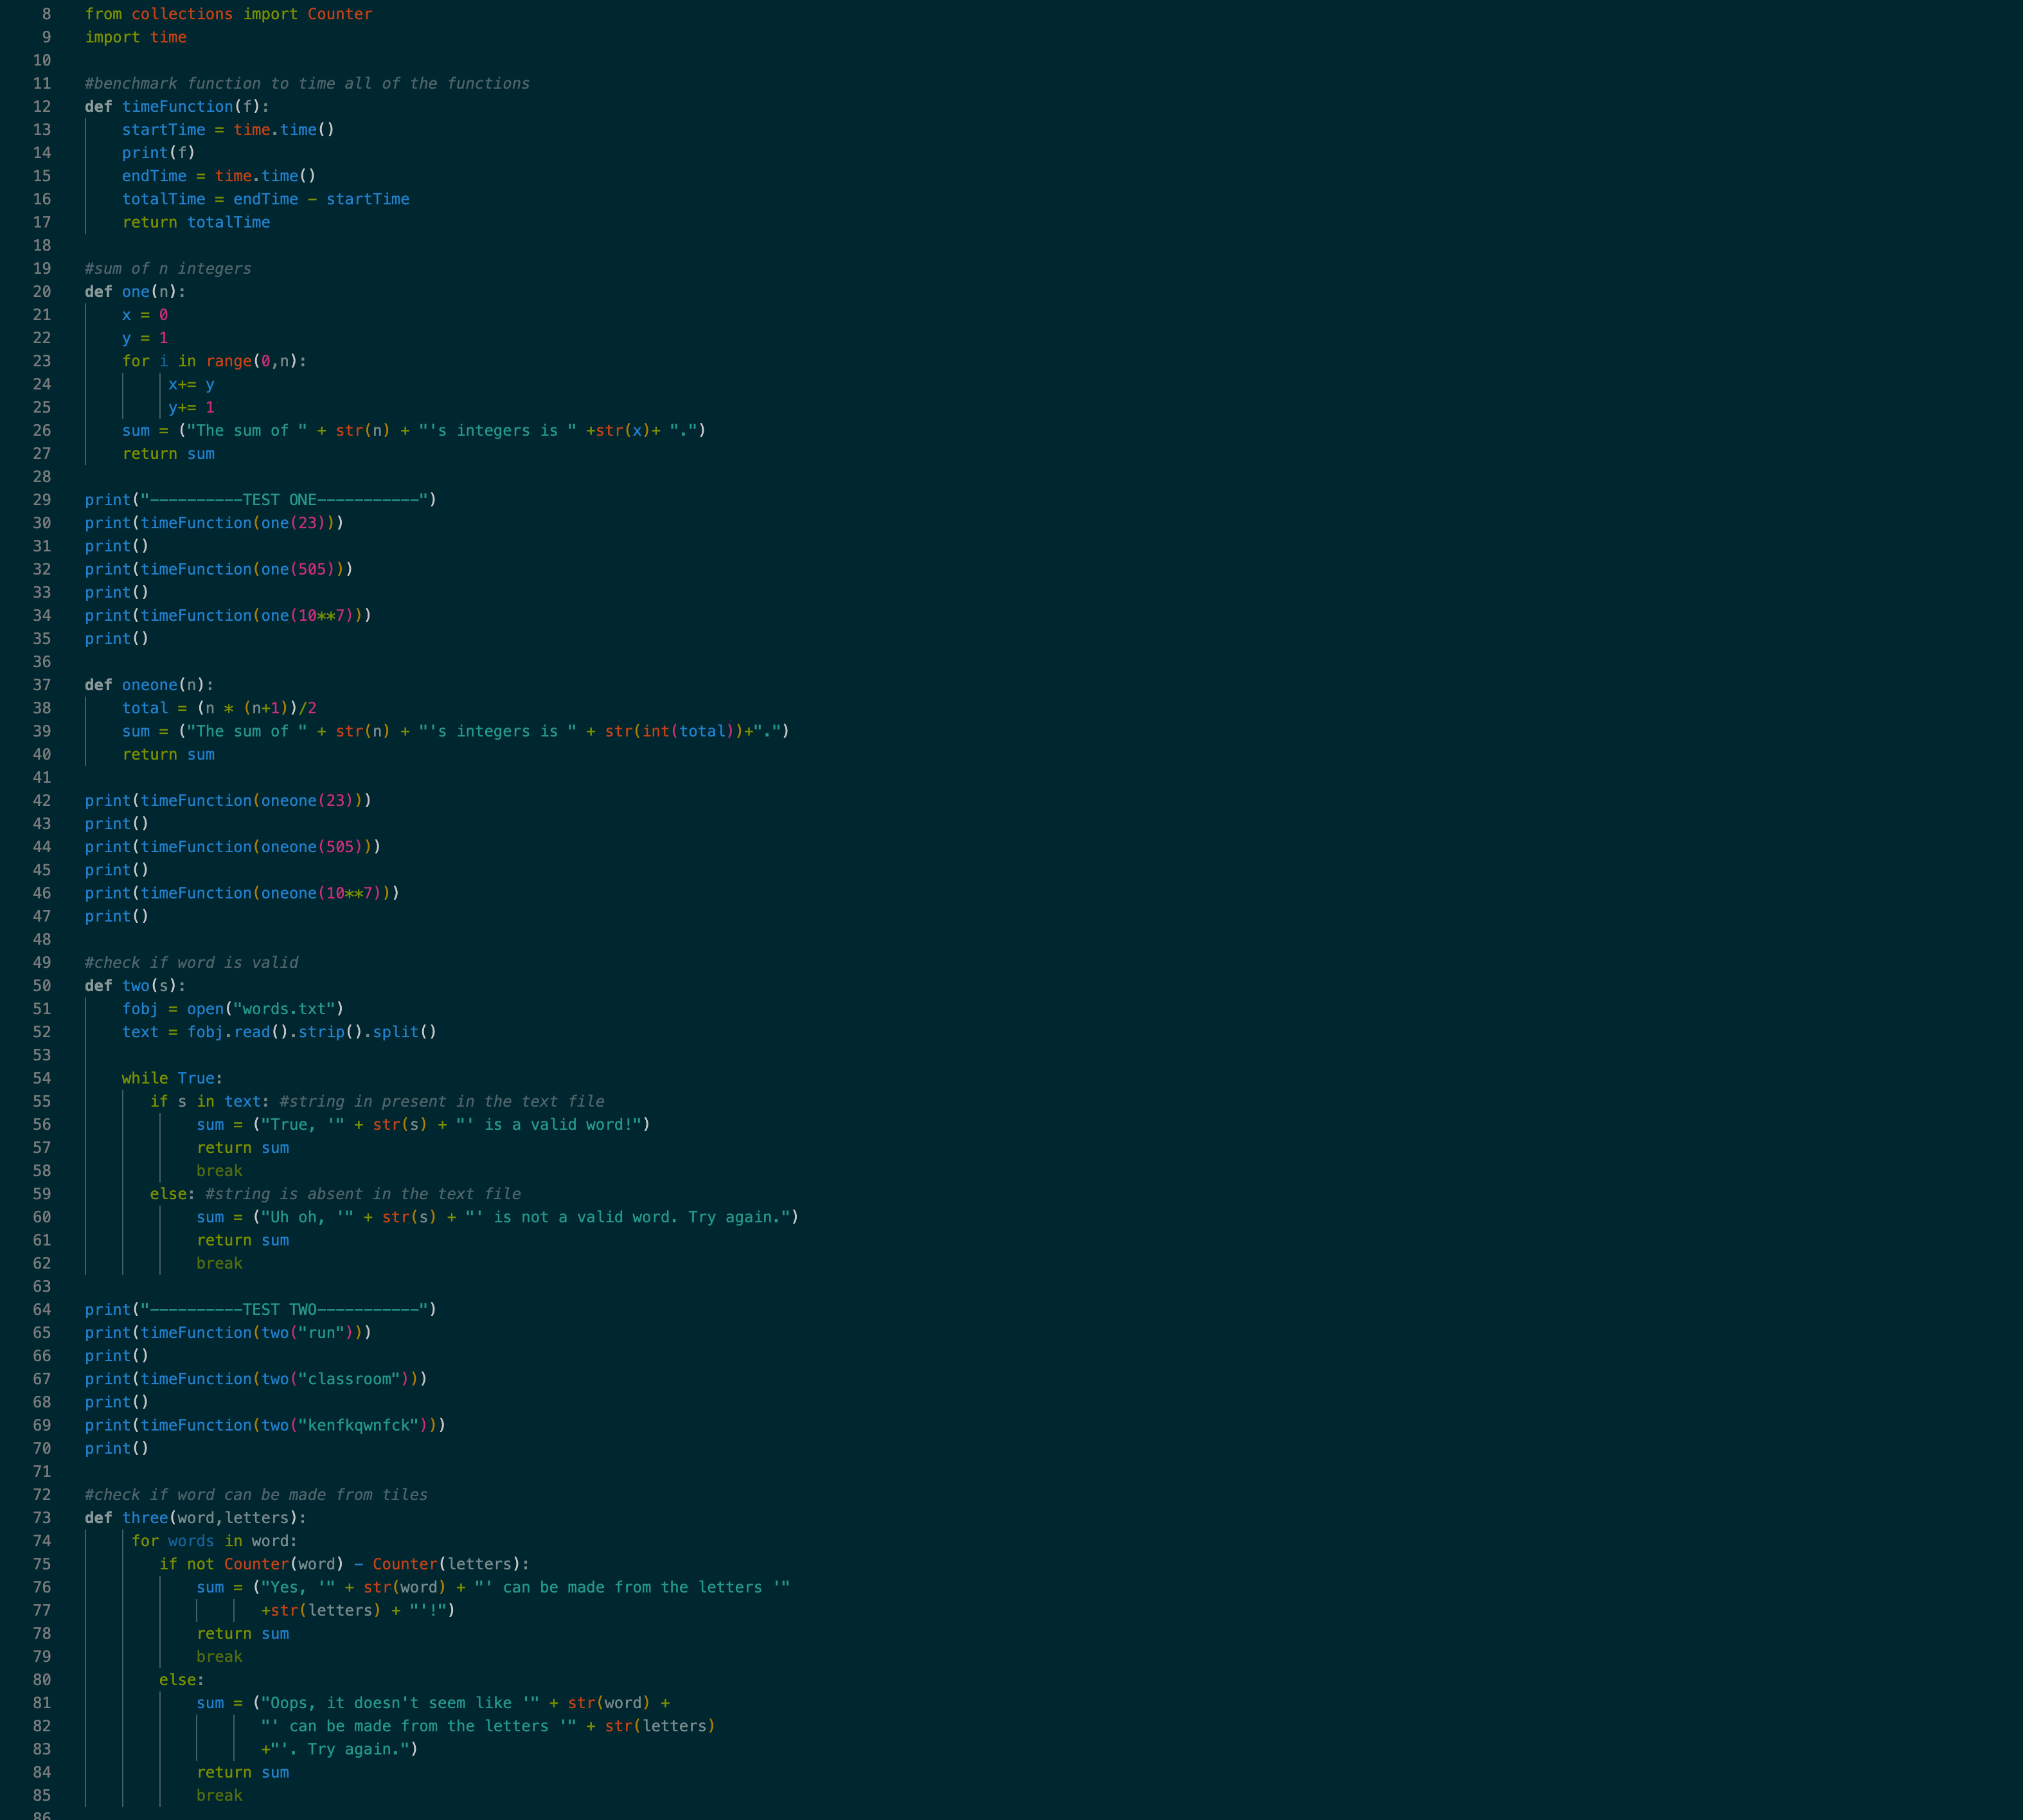 8 from collections import Counter
9 import time
10
11 #benchmark function to time all of the functions
12 def timeFunction(f):
13     startTime = time.time()
14     print(f)
15     endTime = time.time()
16     totalTime = endTime - startTime
17     return totalTime
18
19 #sum of n integers
20 def one(n):
21     x = 0
22     y = 1
23     for i in range(0,n):
24          x+= y
25          y+= 1
26     sum = ("The sum of " + str(n) + "'s integers is " +str(x)+ ".")
27     return sum
28
29 print("----------TEST ONE-----------")
30 print(timeFunction(one(23)))
31 print()
32 print(timeFunction(one(505)))
33 print()
34 print(timeFunction(one(10**7)))
35 print()
36
37 def oneone(n):
38     total = (n * (n+1))/2
39     sum = ("The sum of " + str(n) + "'s integers is " + str(int(total))+".")
40     return sum
41
42 print(timeFunction(oneone(23)))
43 print()
44 print(timeFunction(oneone(505)))
45 print()
46 print(timeFunction(oneone(10**7)))
47 print()
48
49 #check if word is valid
50 def two(s):
51     fobj = open("words.txt")
52     text = fobj.read().strip().split()
53
54     while True:
55        if s in text: #string in present in the text file
56             sum = ("True, '" + str(s) + "' is a valid word!")
57             return sum
58             break
59        else: #string is absent in the text file
60             sum = ("Uh oh, '" + str(s) + "' is not a valid word. Try again.")
61             return sum
62             break
63
64 print("----------TEST TWO-----------")
65 print(timeFunction(two("run")))
66 print()
67 print(timeFunction(two("classroom")))
68 print()
69 print(timeFunction(two("kenfkqwnfck")))
70 print()
71
72 #check if word can be made from tiles
73 def three(word,letters):
74      for words in word:
75         if not Counter(word) - Counter(letters):
76             sum = ("Yes, '" + str(word) + "' can be made from the letters '"
77                    +str(letters) + "'!")
78             return sum
79             break
80         else:
81             sum = ("Oops, it doesn't seem like '" + str(word) +
82                    "' can be made from the letters '" + str(letters)
83                    +"'. Try again.")
84             return sum
85             break
86